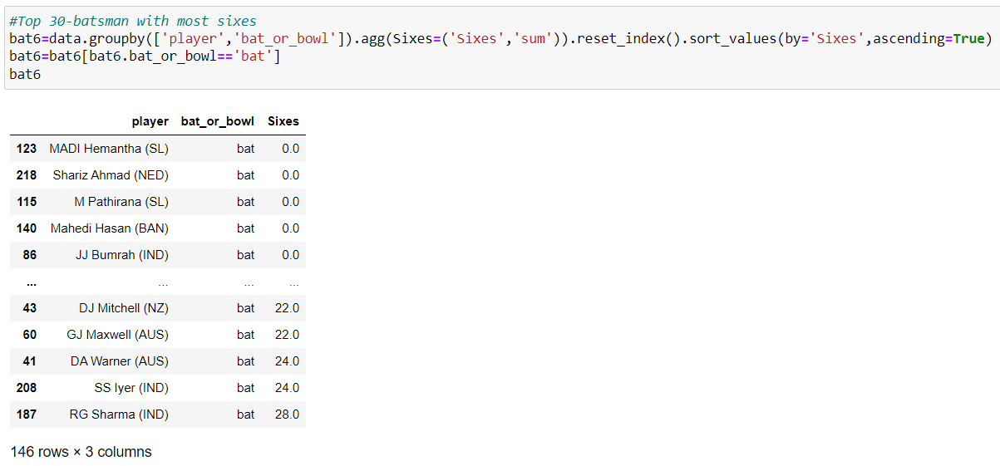 #Top 30-batsman with most sixes
bat6=data.groupby(['player','bat_or_bowl']).agg(Sixes=('Sixes','sum')).reset_index().sort_values(by='Sixes',ascending=True)
bat6=bat6[bat6.bat_or_bowl=='bat']
bat6
player bat_or_bowl Sixes
123 MADI Hemantha (SL) bat 0.0
218 Shariz Ahmad (NED) bat 0.0
115 M Pathirana (SL) bat 0.0
140 Mahedi Hasan (BAN) bat 0.0
86 JJ Bumrah (IND) bat 0.0
... ... ... ...
43 DJ Mitchell (NZ) bat 22.0
60 GJ Maxwell (AUS) bat 22.0
41 DA Warner (AUS) bat 24.0
208 SS Iyer (IND) bat 24.0
187 RG Sharma (IND) bat 28.0
146 rows × 3 columns